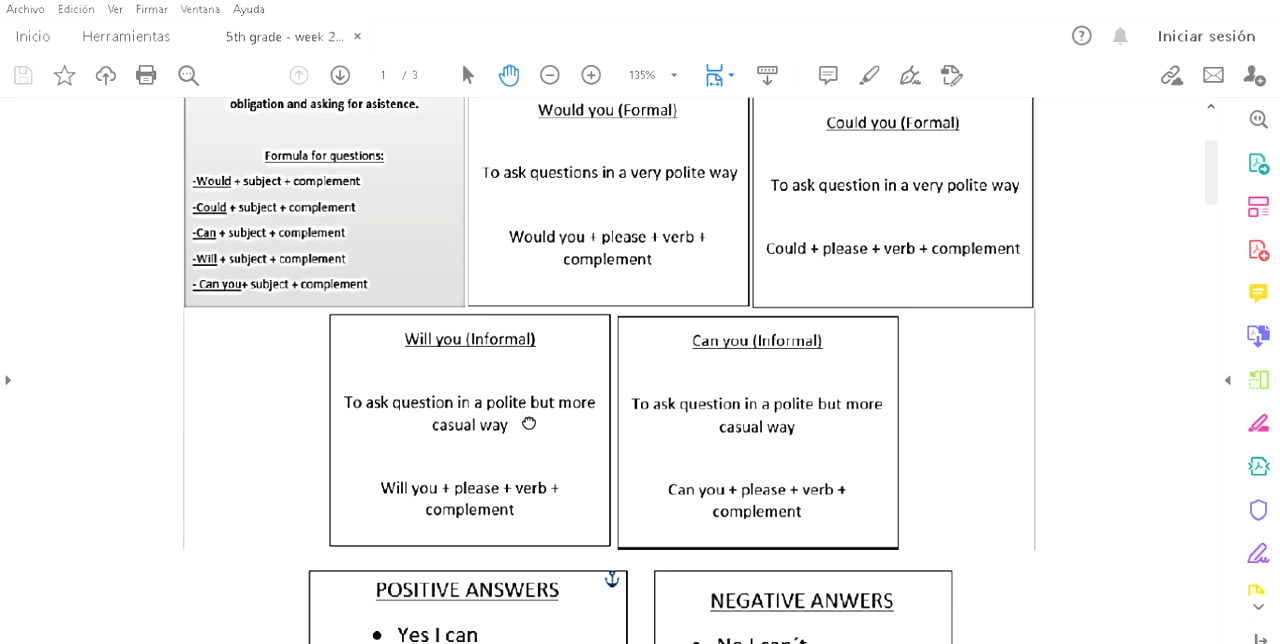 Archivo Edición Ver Firmar Ventana Ayuda
Inicio Herramientas 5th grade - week 2... ×
1 / 3 135%
Iniciar sesión
obligation and asking for asistence.
Formula for questions:
-Would + subject + complement
-Could + subject + complement
-Can + subject + complement
-Will + subject + complement
- Can you+ subject + complement
Would you (Formal)
To ask questions in a very polite way
Would you + please + verb +
complement
Could you (Formal)
To ask question in a very polite way
Could + please + verb + complement
Will you (Informal)
To ask question in a polite but more
casual way
Will you + please + verb +
complement
Can you (Informal)
To ask question in a polite but more
casual way
Can you + please + verb +
complement
POSITIVE ANSWERS
• Yes I can
NEGATIVE ANWERS
• No I can´t